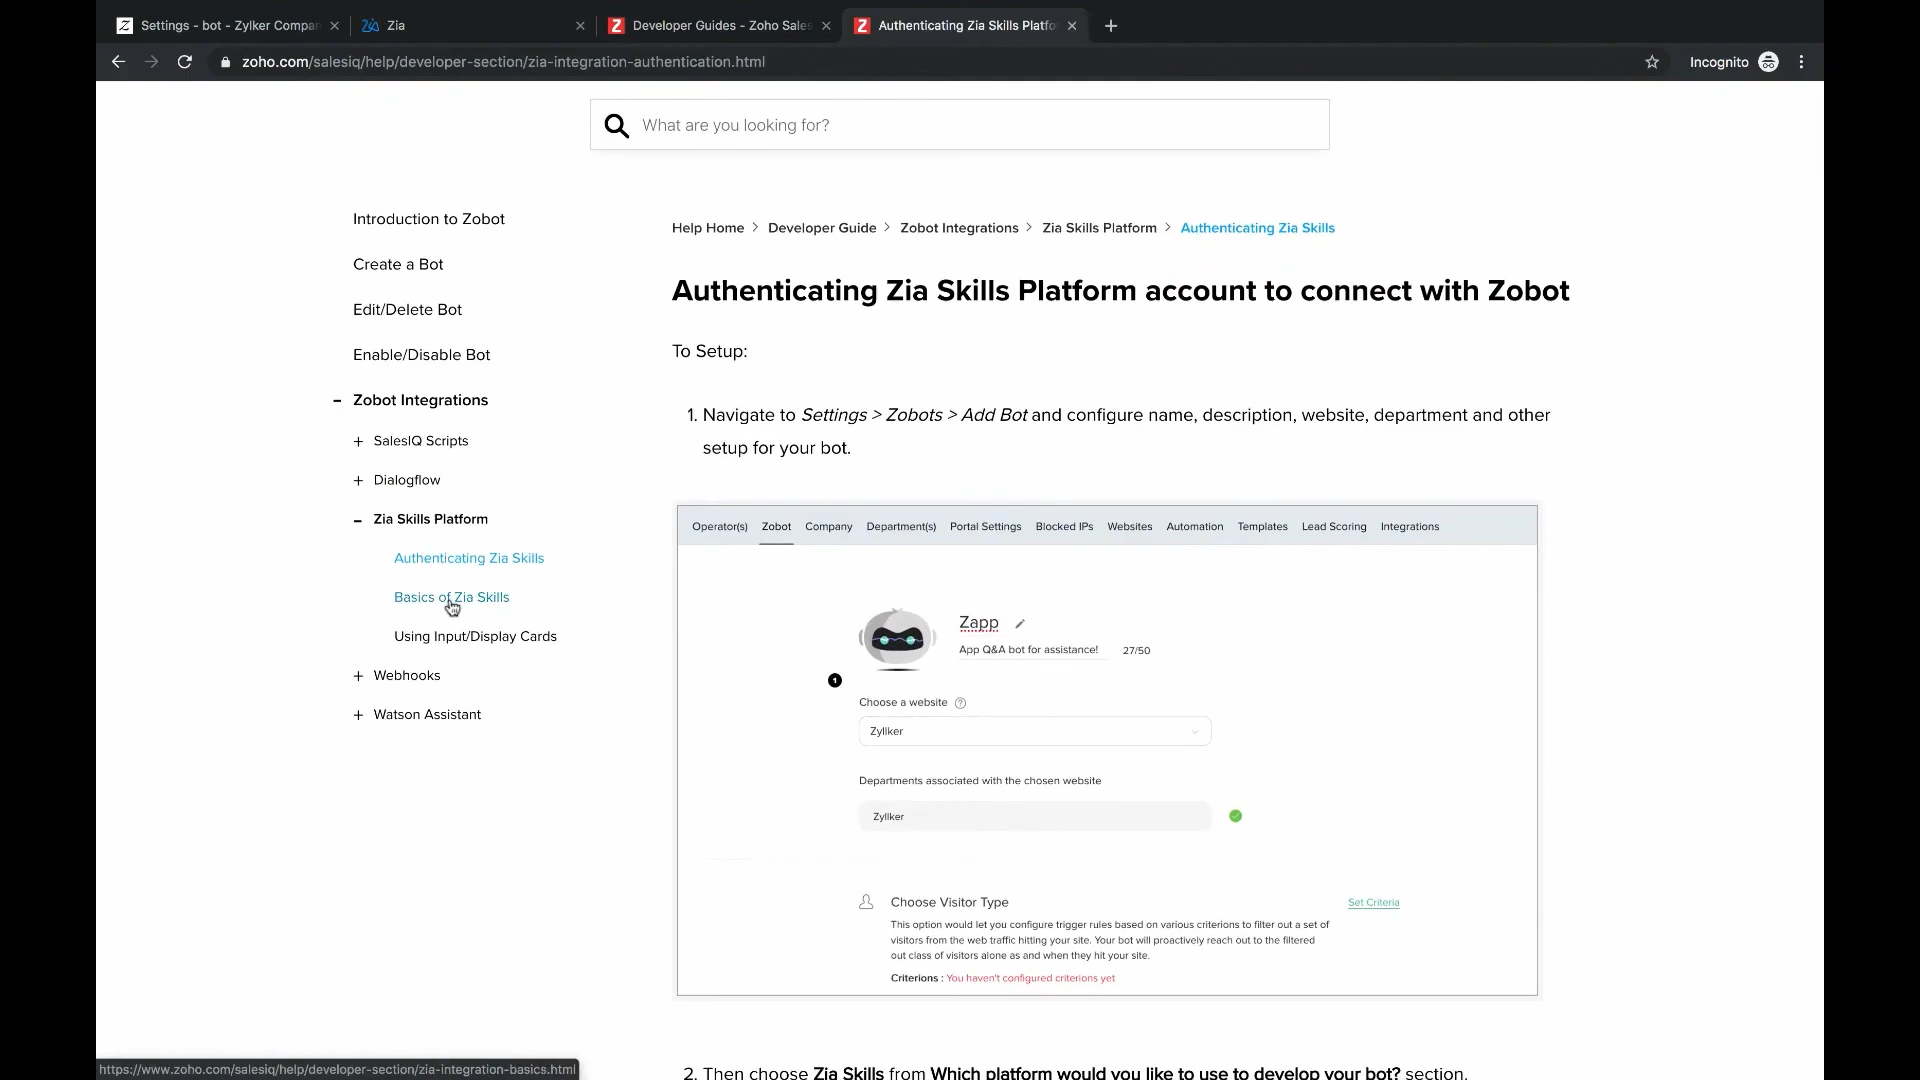 Settings - bot - Zylker Compan
Zia
Developer Guides - Zoho Sales
Authenticating Zia Skills Platfo
zoho.com/salesiq/help/developer-section/zia-integration-authentication.html
Incognito
What are you looking for?
Introduction to Zobot
Create a Bot
Edit/Delete Bot
Enable/Disable Bot
– Zobot Integrations
+ SalesIQ Scripts
+ Dialogflow
– Zia Skills Platform
Authenticating Zia Skills
Basics of Zia Skills
Using Input/Display Cards
+ Webhooks
+ Watson Assistant
Help Home > Developer Guide > Zobot Integrations > Zia Skills Platform > Authenticating Zia Skills
Authenticating Zia Skills Platform account to connect with Zobot
To Setup:
1. Navigate to Settings > Zobots > Add Bot and configure name, description, website, department and other
setup for your bot.
Operator(s) Zobot Company Department(s) Portal Settings Blocked IPs Websites Automation Templates Lead Scoring Integrations
Zapp
App Q&A bot for assistance! 27/50
1
Choose a website ?
Zyllker
Departments associated with the chosen website
Zyllker
Choose Visitor Type Set Criteria
This option would let you configure trigger rules based on various criterions to filter out a set of
visitors from the web traffic hitting your site. Your bot will proactively reach out to the filtered
out class of visitors alone as and when they hit your site.
Criterions : You haven't configured criterions yet
2. Then choose Zia Skills from Which platform would you like to use to develop your bot? section.
https://www.zoho.com/salesiq/help/developer-section/zia-integration-basics.html